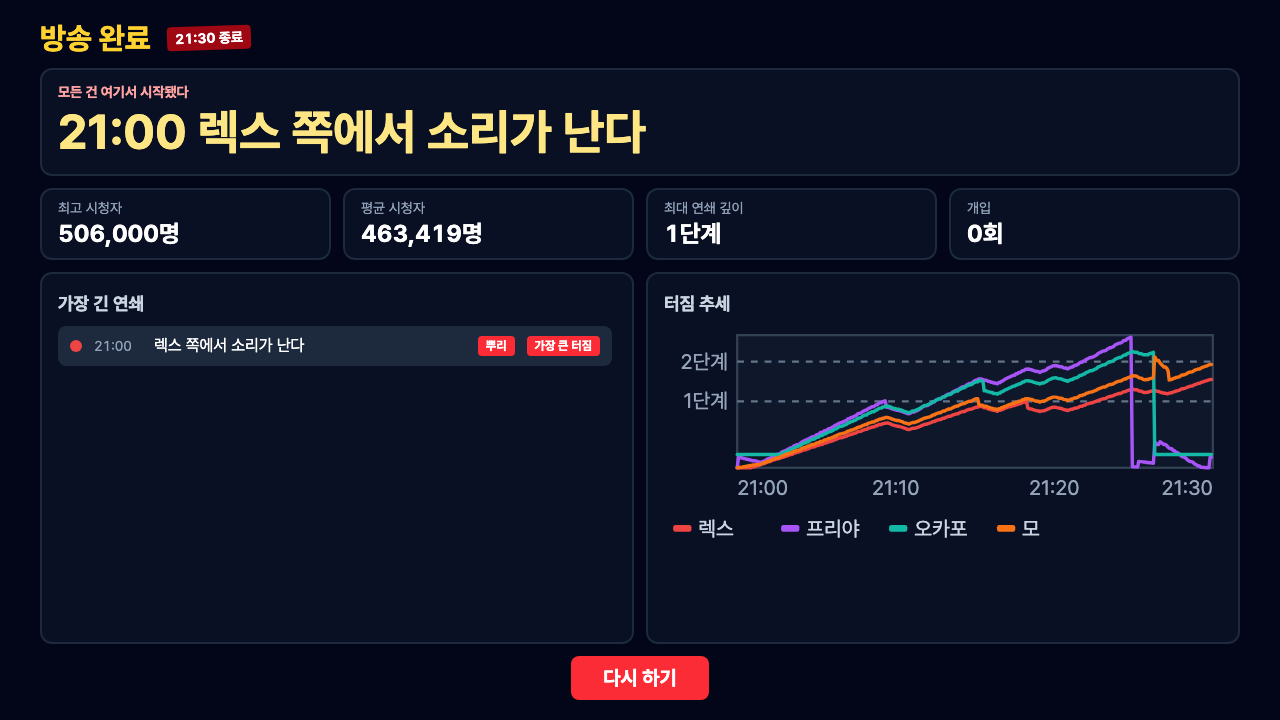 방송 완료
21:30 종료
모든 건 여기서 시작됐다
21:00 렉스 쪽에서 소리가 난다
최고 시청자
506,000명
평균 시청자
463,419명
최대 연쇄 깊이
1단계
개입
0회
가장 긴 연쇄
21:00 렉스 쪽에서 소리가 난다 뿌리 가장 큰 터짐
터짐 추세
2단계
1단계
21:00 21:10 21:20 21:30
렉스 프리야 오카포 모
다시 하기